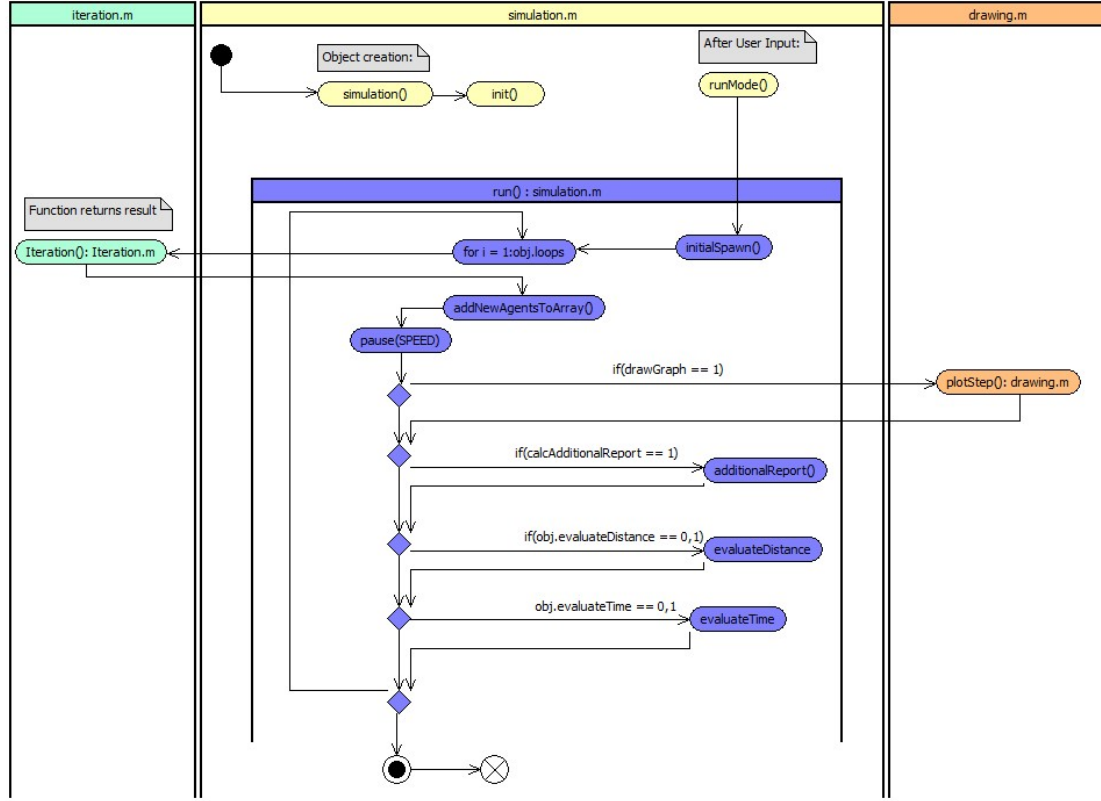 iteration.m
simulation.m
drawing.m
Object creation:
After User Input:
simulation()
init()
runMode()
run() : simulation.m
Function returns result
Iteration(): Iteration.m
for i = 1:obj.loops
initialSpawn()
addNewAgentsToArray()
pause(SPEED)
if(drawGraph == 1)
plotStep(): drawing.m
if(calcAdditionalReport == 1)
additionalReport()
if(obj.evaluateDistance == 0,1)
evaluateDistance
obj.evaluateTime == 0,1
evaluateTime